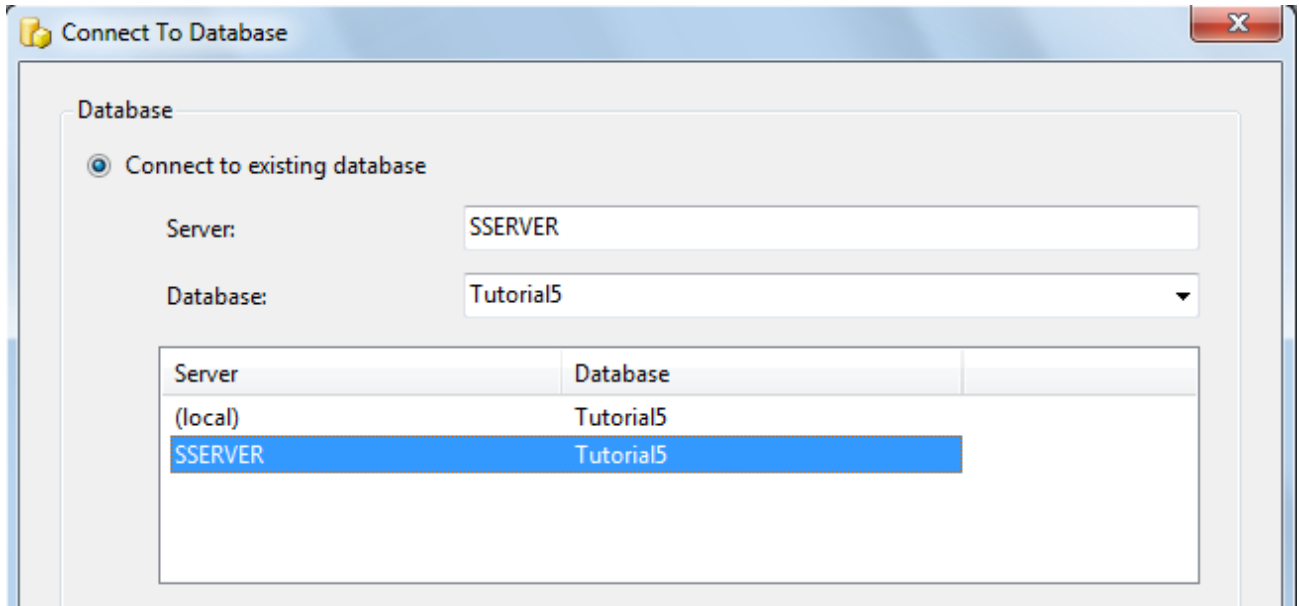 Connect To Database
Database
Connect to existing database
Server: SSERVER
Database: Tutorial5
Server Database
(local) Tutorial5
SSERVER Tutorial5